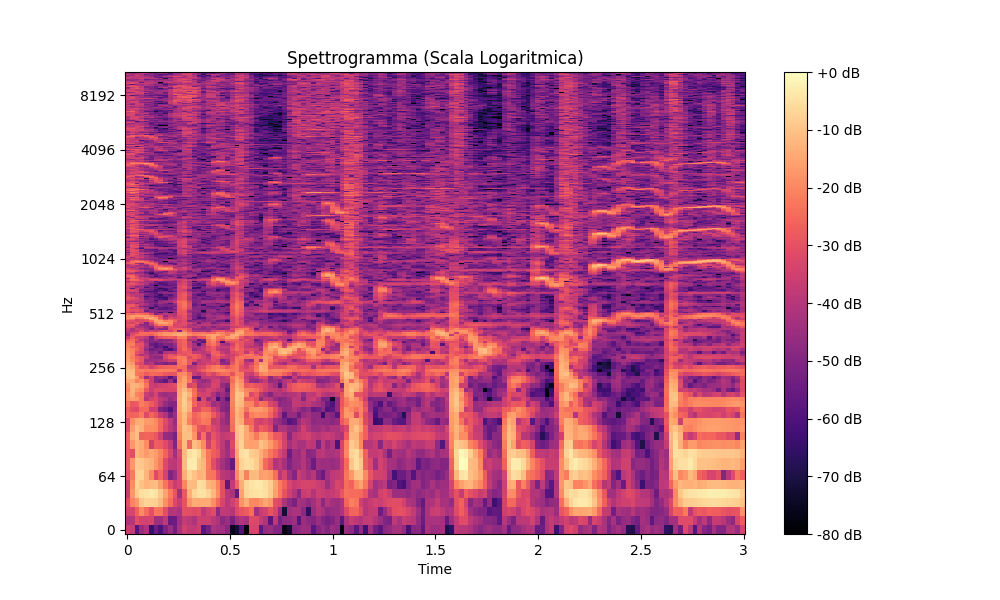 Spettrogramma (Scala Logaritmica)
Hz
8192
4096
2048
1024
512
256
128
64
0
0
0.5
1
1.5
2
2.5
3
Time
+0 dB
-10 dB
-20 dB
-30 dB
-40 dB
-50 dB
-60 dB
-70 dB
-80 dB